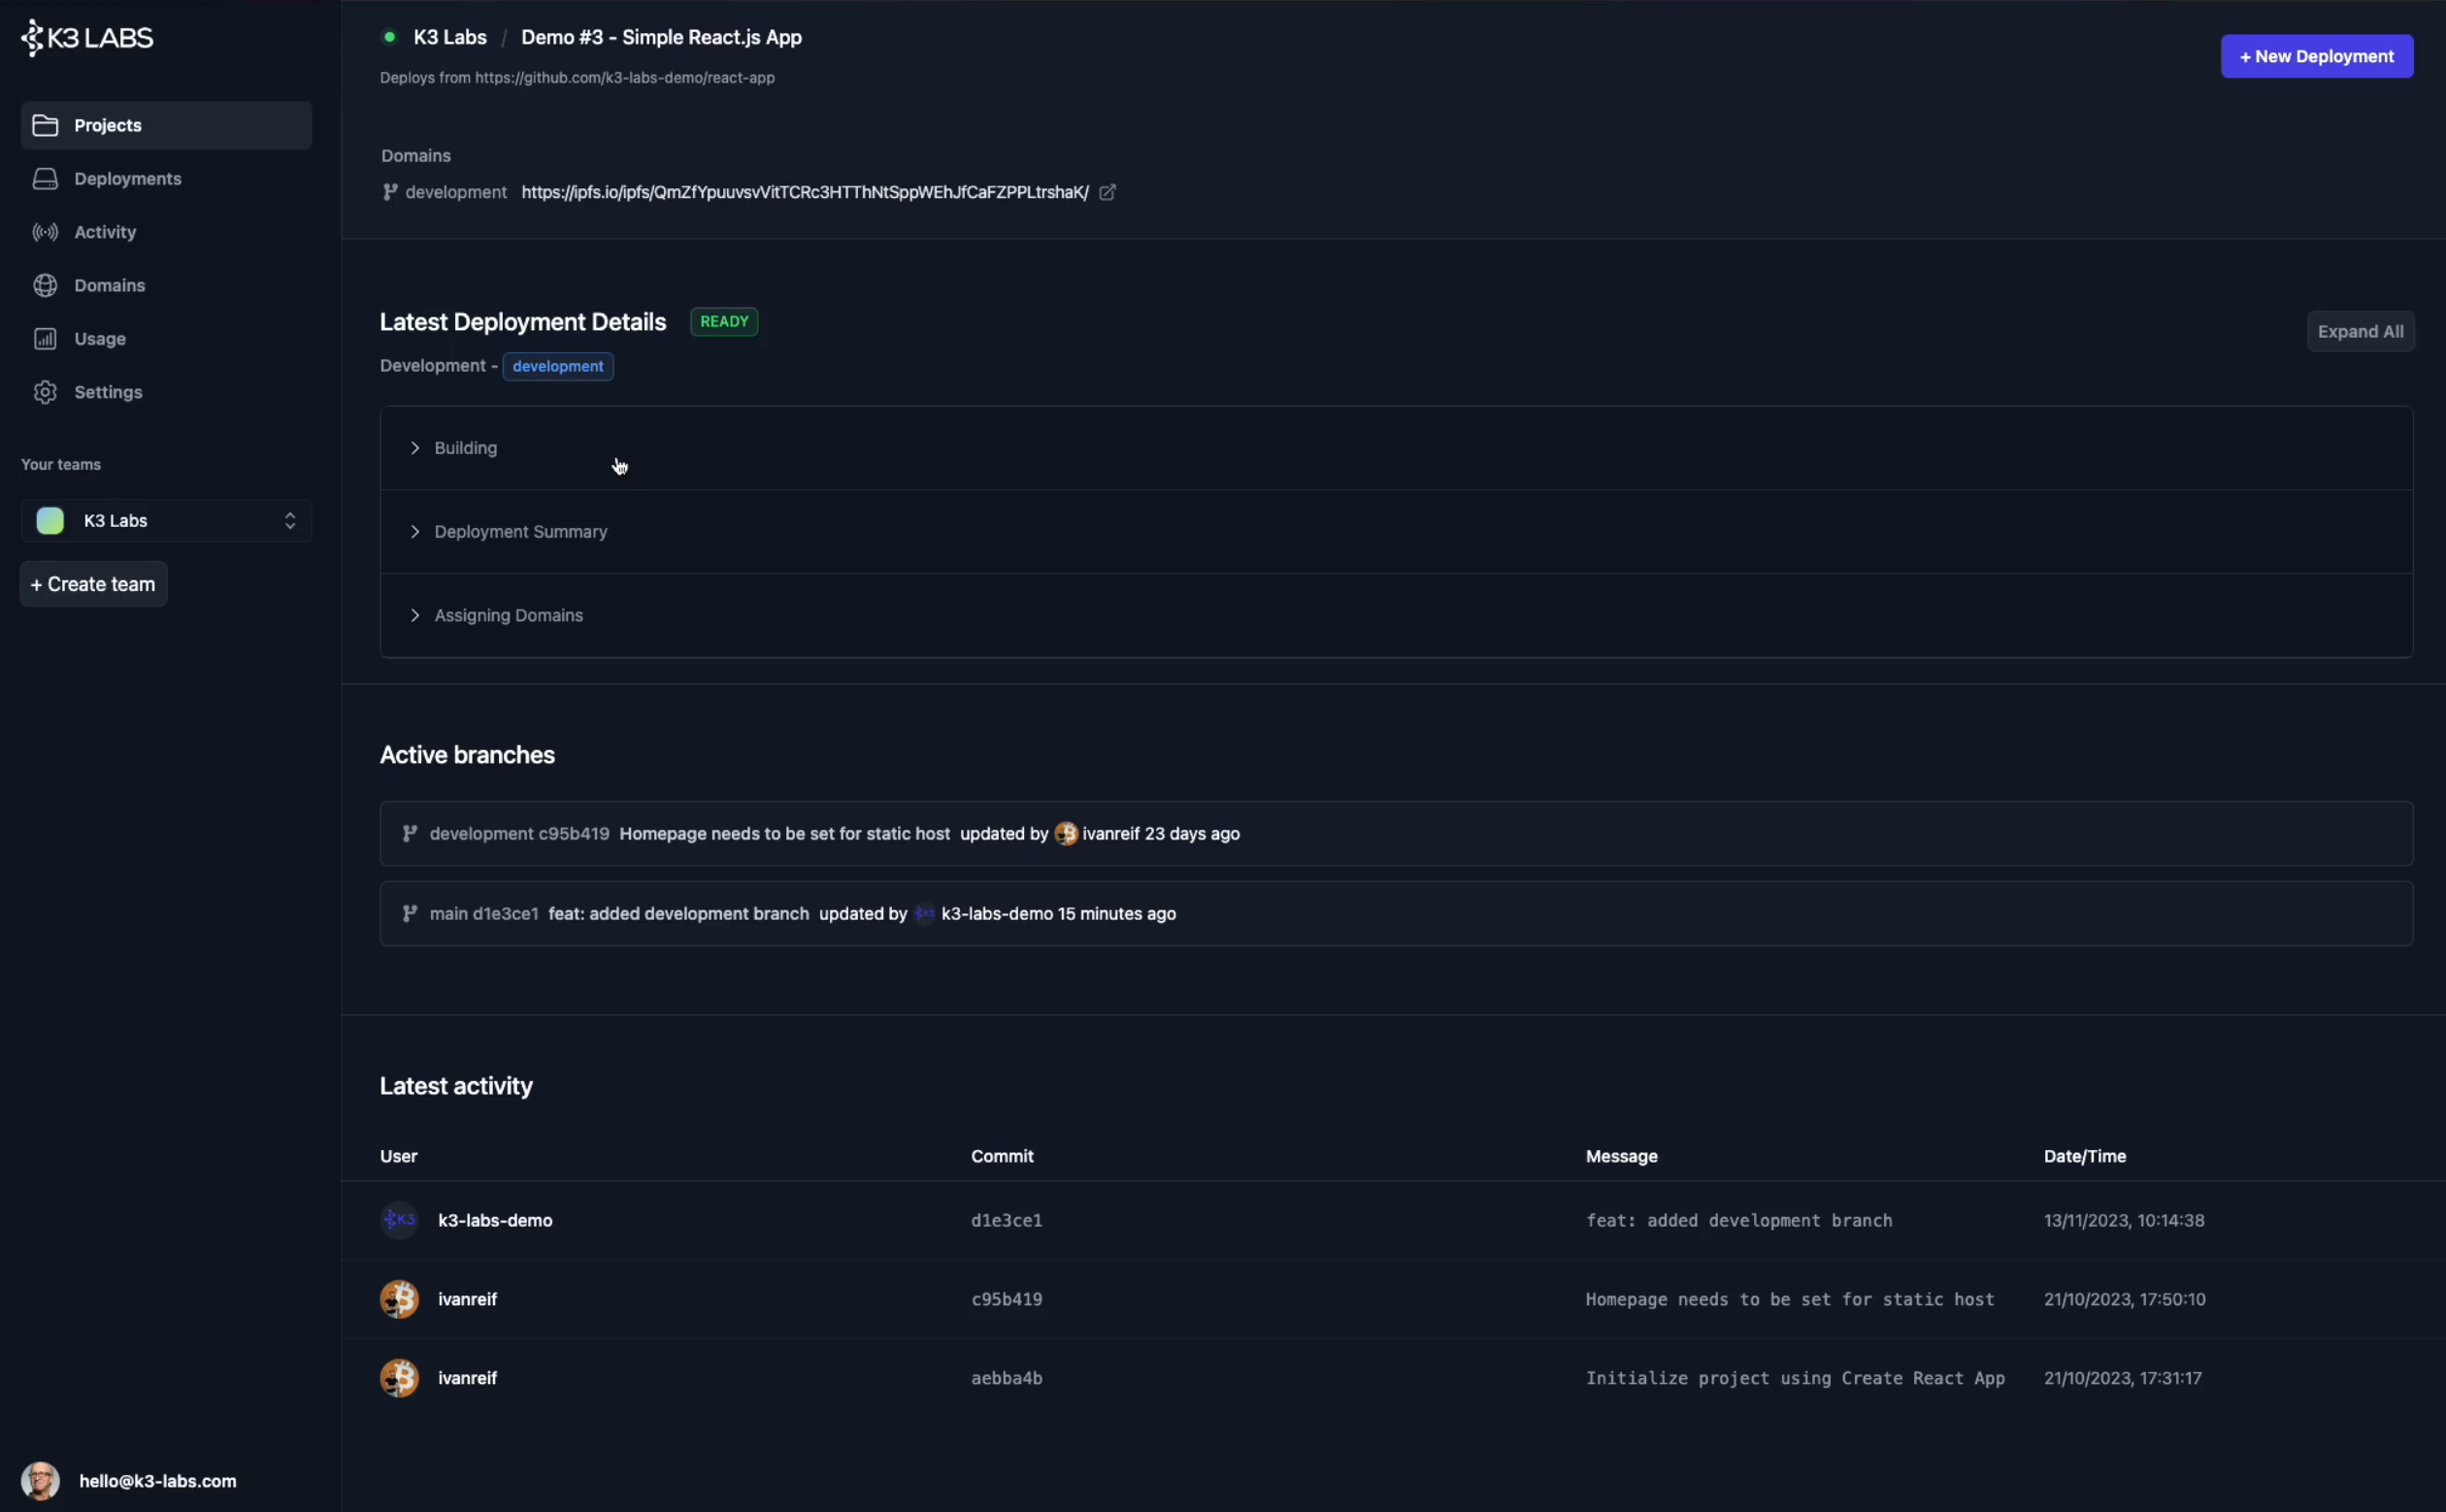 K3 LABS
Projects
Deployments
Activity
Domains
Usage
Settings
Your teams
K3 Labs
+ Create team
hello@k3-labs.com
K3 Labs / Demo #3 - Simple React.js App
Deploys from https://github.com/k3-labs-demo/react-app
+ New Deployment
Domains
development https://ipfs.io/ipfs/QmZfYpuuvsvVitTCRc3HTThNtSppWEhJfCaFZPPLtrshaK/
Latest Deployment Details READY
Expand All
Development - development
Building
Deployment Summary
Assigning Domains
Active branches
development c95b419 Homepage needs to be set for static host updated by ivanreif 23 days ago
main d1e3ce1 feat: added development branch updated by k3-labs-demo 15 minutes ago
Latest activity
User Commit Message Date/Time
K3 k3-labs-demo d1e3ce1 feat: added development branch 13/11/2023, 10:14:38
ivanreif c95b419 Homepage needs to be set for static host 21/10/2023, 17:50:10
ivanreif aebba4b Initialize project using Create React App 21/10/2023, 17:31:17